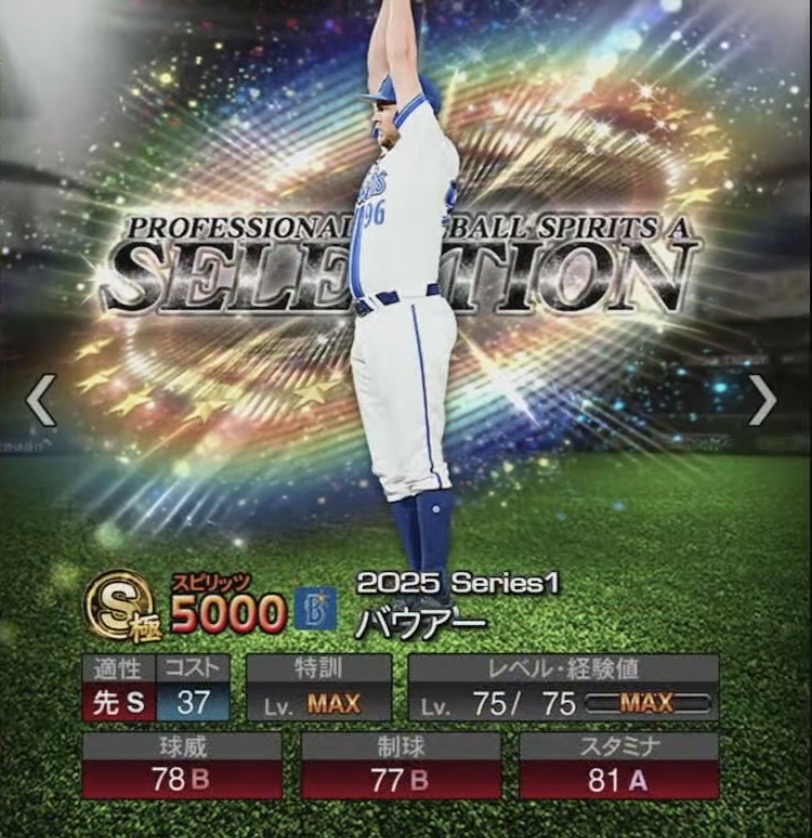 PROFESSIONAL BALL SPIRITS A
SELE TION
96
S極
スピリッツ
5000
B
2025 Series1
バウアー
適性 コスト 特訓 レベル・経験値
先 S 37 Lv. MAX Lv. 75/ 75 MAX
球威 制球 スタミナ
78 B 77 B 81 A